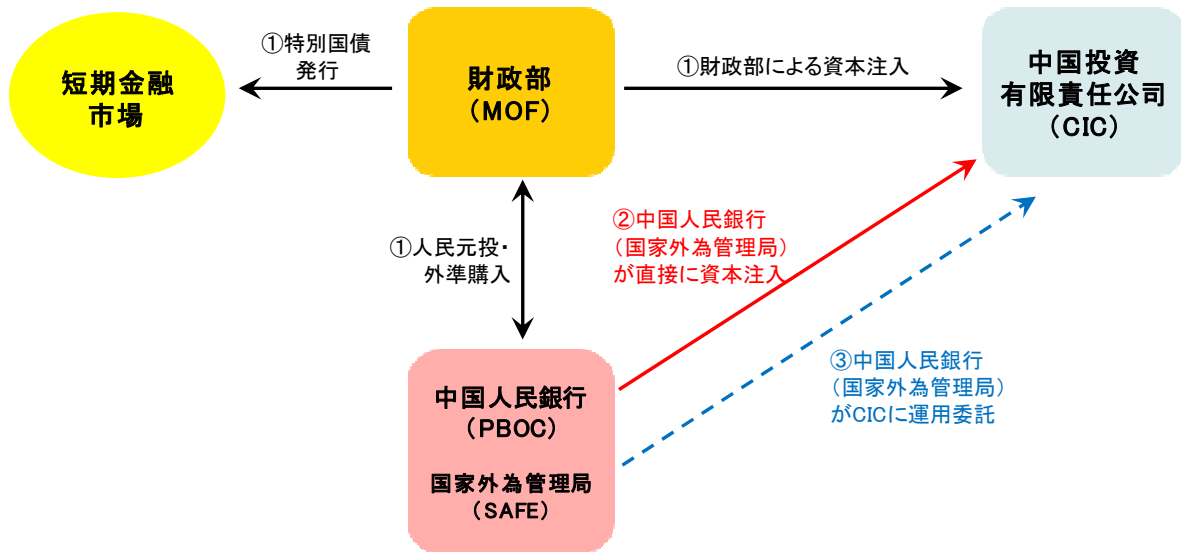 ①特別国債
発行
短期金融
市場
財政部
(MOF)
①財政部による資本注入
中国投資
有限責任公司
(CIC)
①人民元投・
外準購入
②中国人民銀行
(国家外為管理局)
が直接に資本注入
中国人民銀行
(PBOC)
国家外為管理局
(SAFE)
③中国人民銀行
(国家外為管理局)
がCICに運用委託